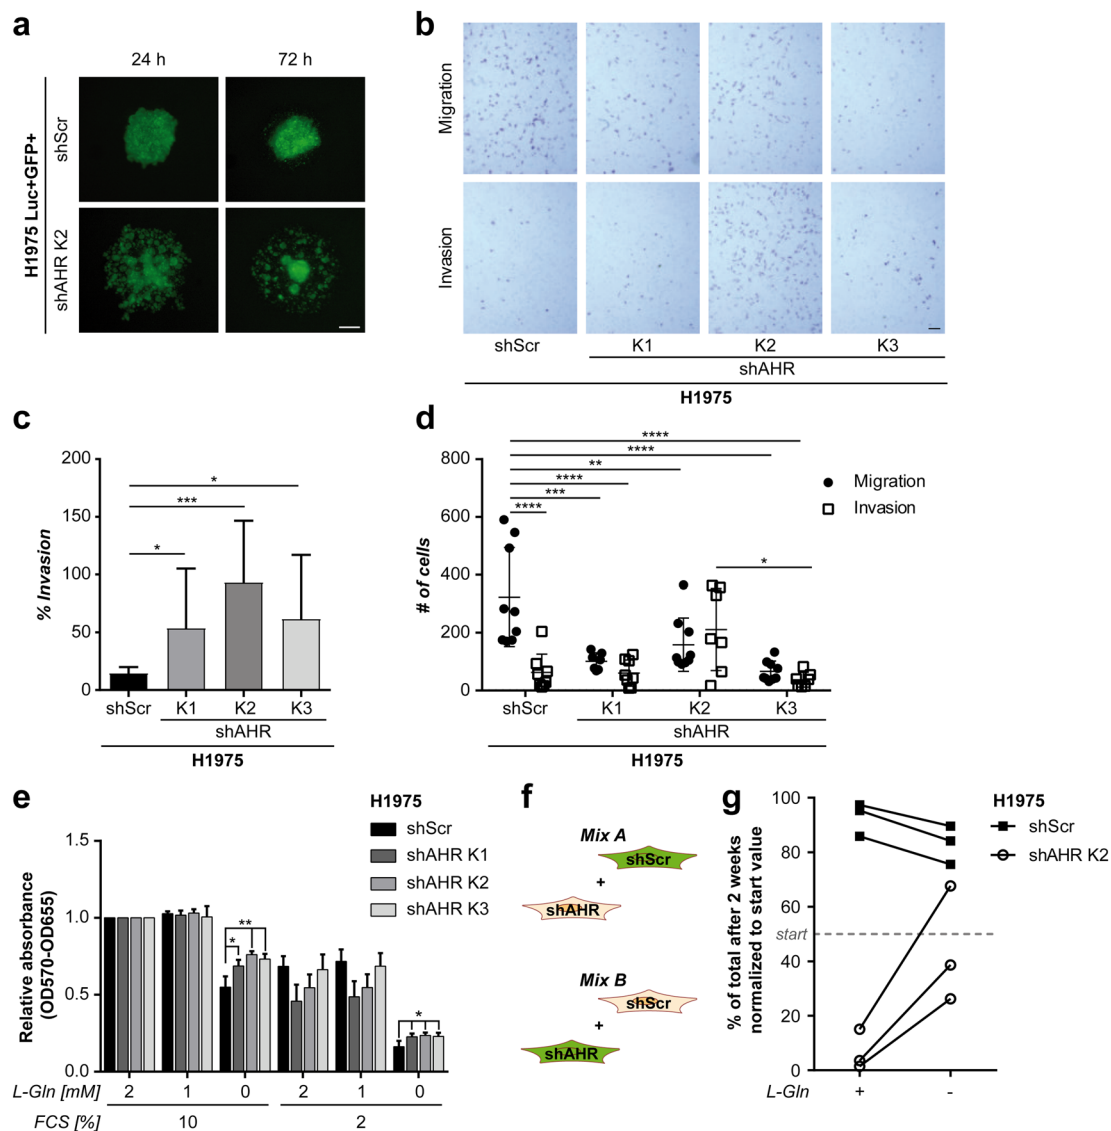 a
24 h 72 h
H1975 Luc+GFP+
shScr
shAHR K2
b
Migration
Invasion
shScr K1 K2 K3
shAHR
H1975
c
% Invasion
200
150
100
50
0
*
***
*
shScr K1 K2 K3
shAHR
H1975
d
# of cells
800
600
400
200
0
****
****
**
****
***
****
*
Migration
Invasion
shScr K1 K2 K3
shAHR
H1975
e
H1975
shScr
shAHR K1
shAHR K2
shAHR K3
Relative absorbance
(OD570-OD655)
1.5
1.0
0.5
0.0
*
**
*
L-Gln [mM] 2 1 0 2 1 0
FCS [%] 10 2
f
Mix A
shScr
+
shAHR
Mix B
shScr
+
shAHR
g
% of total after 2 weeks
normalized to start value
100
80
60
start
40
20
0
L-Gln + -
H1975
shScr
shAHR K2